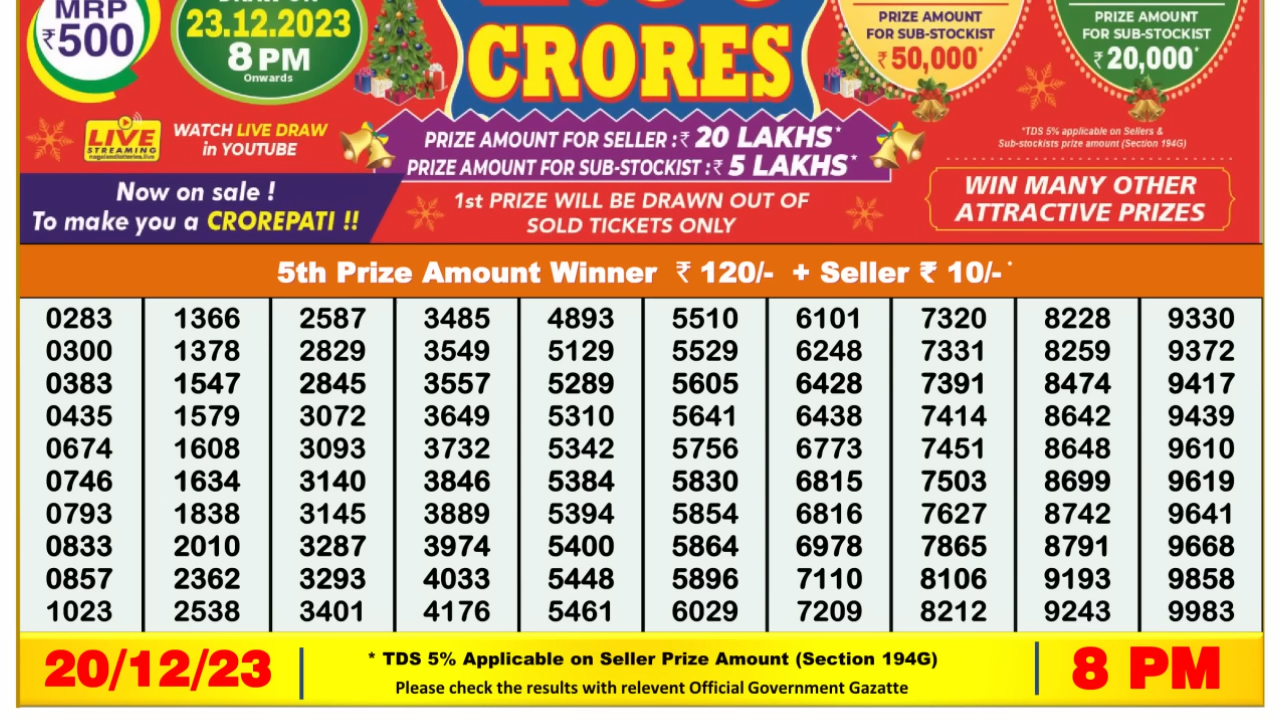 MRP
₹500
23.12.2023
8 PM
Onwards
CRORES
PRIZE AMOUNT
FOR SUB-STOCKIST
₹ 50,000*
PRIZE AMOUNT
FOR SUB-STOCKIST
₹ 20,000*
LIVE
STREAMING
nagalandlotteries.live
WATCH LIVE DRAW
in YOUTUBE
PRIZE AMOUNT FOR SELLER :₹ 20 LAKHS*
PRIZE AMOUNT FOR SUB-STOCKIST :₹ 5 LAKHS*
*TDS 5% applicable on Sellers &
Sub-stockists prize amount (Section 194G)
Now on sale !
To make you a CROREPATI !!
1st PRIZE WILL BE DRAWN OUT OF
SOLD TICKETS ONLY
WIN MANY OTHER
ATTRACTIVE PRIZES
5th Prize Amount Winner ₹ 120/- + Seller ₹ 10/-*
0283 1366 2587 3485 4893 5510 6101 7320 8228 9330
0300 1378 2829 3549 5129 5529 6248 7331 8259 9372
0383 1547 2845 3557 5289 5605 6428 7391 8474 9417
0435 1579 3072 3649 5310 5641 6438 7414 8642 9439
0674 1608 3093 3732 5342 5756 6773 7451 8648 9610
0746 1634 3140 3846 5384 5830 6815 7503 8699 9619
0793 1838 3145 3889 5394 5854 6816 7627 8742 9641
0833 2010 3287 3974 5400 5864 6978 7865 8791 9668
0857 2362 3293 4033 5448 5896 7110 8106 9193 9858
1023 2538 3401 4176 5461 6029 7209 8212 9243 9983
20/12/23
* TDS 5% Applicable on Seller Prize Amount (Section 194G)
Please check the results with relevent Official Government Gazatte
8 PM